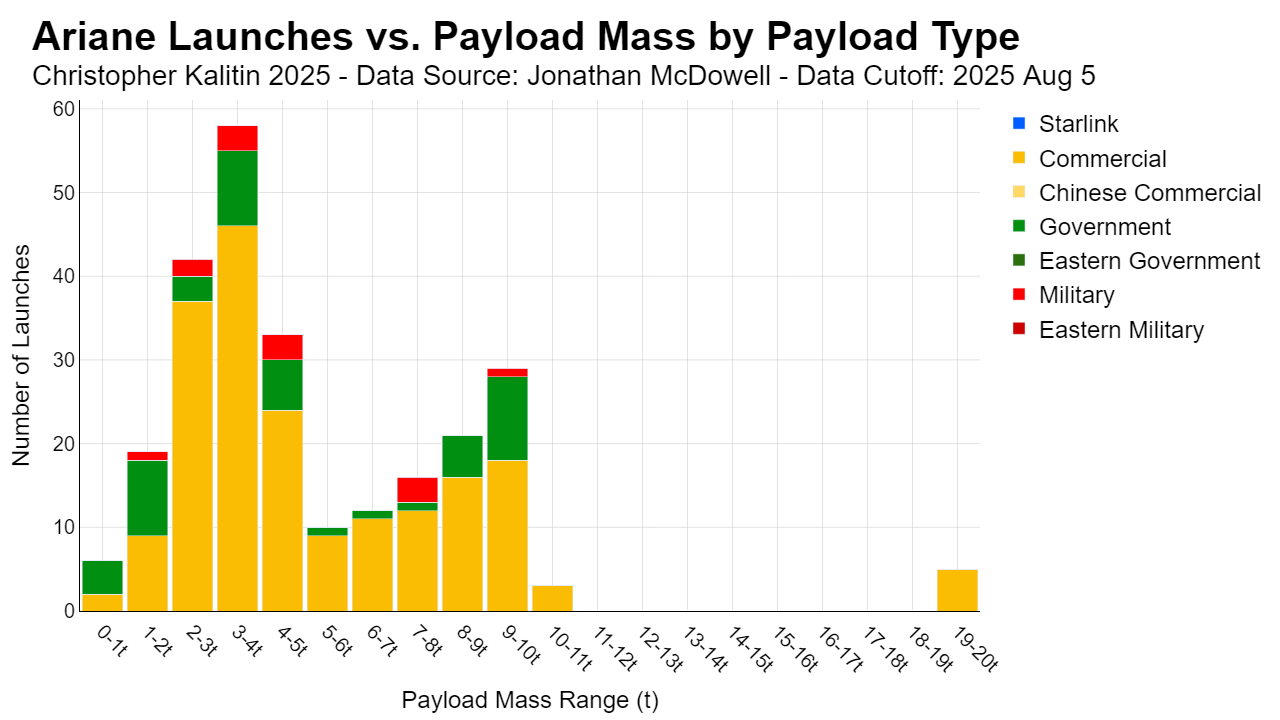 Ariane Launches vs. Payload Mass by Payload Type
Christopher Kalitin 2025 - Data Source: Jonathan McDowell - Data Cutoff: 2025 Aug 5
Starlink
Commercial
Chinese Commercial
Government
Eastern Government
Military
Eastern Military
Number of Launches
60
50
40
30
20
10
0
0-1t
1-2t
2-3t
3-4t
4-5t
5-6t
6-7t
7-8t
8-9t
9-10t
10-11t
11-12t
12-13t
13-14t
14-15t
15-16t
16-17t
17-18t
18-19t
19-20t
Payload Mass Range (t)